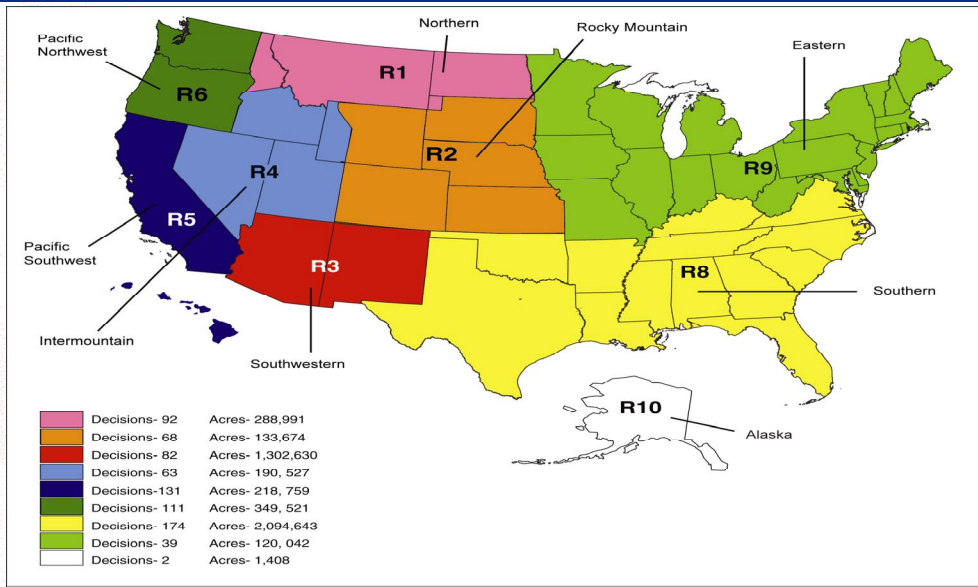 Northern
Rocky Mountain
Pacific
Northwest
Eastern
R1
R6
R2
R4
R9
R5
Pacific
Southwest
R3
R8
Southern
Intermountain
Southwestern
R10
Alaska
Decisions- 92 Acres- 288,991
Decisions- 68 Acres- 133,674
Decisions- 82 Acres- 1,302,630
Decisions- 63 Acres- 190, 527
Decisions-131 Acres- 218, 759
Decisions- 111 Acres- 349, 521
Decisions- 174 Acres- 2,094,643
Decisions- 39 Acres- 120, 042
Decisions- 2 Acres- 1,408